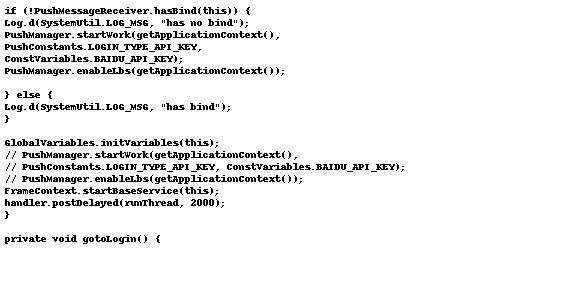 if (!PushMessageReceiver.hasBind(this)) {
Log.d(SystemUtil.LOG_MSG, "has no bind");
PushManager.startWork(getApplicationContext(),
PushConstants.LOGIN_TYPE_API_KEY,
ConstVariables.BAIDU_API_KEY);
PushManager.enableLbs(getApplicationContext());
} else {
Log.d(SystemUtil.LOG_MSG, "has bind");
}
GlobalVariables.initVariables(this);
// PushManager.startWork(getApplicationContext(),
// PushConstants.LOGIN_TYPE_API_KEY, ConstVariables.BAIDU_API_KEY);
// PushManager.enableLbs(getApplicationContext());
FrameContext.startBaseService(this);
handler.postDelayed(runThread, 2000);
}
private void gotoLogin() {